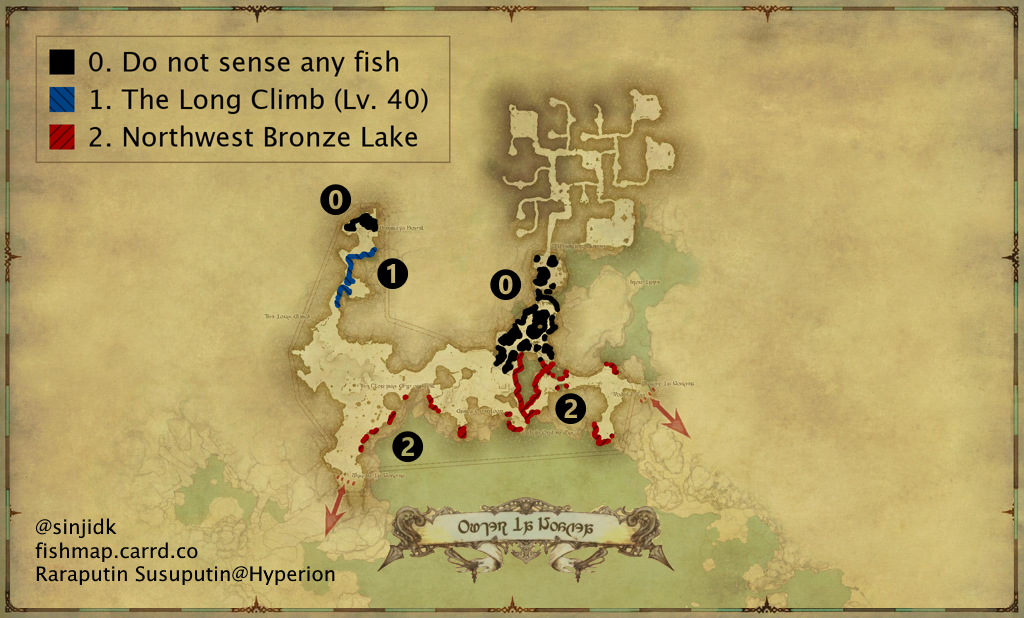 0. Do not sense any fish
1. The Long Climb (Lv. 40)
2. Northwest Bronze Lake
0
1
0
2
2
@sinjidk
fishmap.carrd.co
Raraputin Susuputin@Hyperion